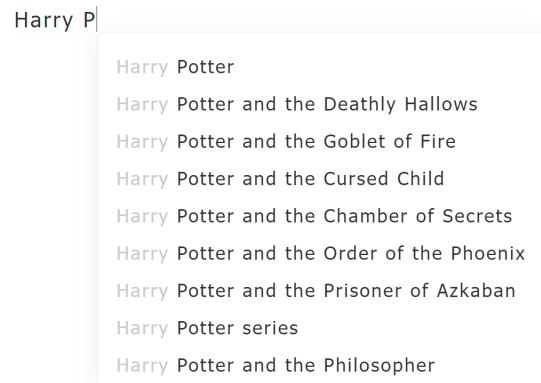 Harry P
Harry Potter
Harry Potter and the Deathly Hallows
Harry Potter and the Goblet of Fire
Harry Potter and the Cursed Child
Harry Potter and the Chamber of Secrets
Harry Potter and the Order of the Phoenix
Harry Potter and the Prisoner of Azkaban
Harry Potter series
Harry Potter and the Philosopher